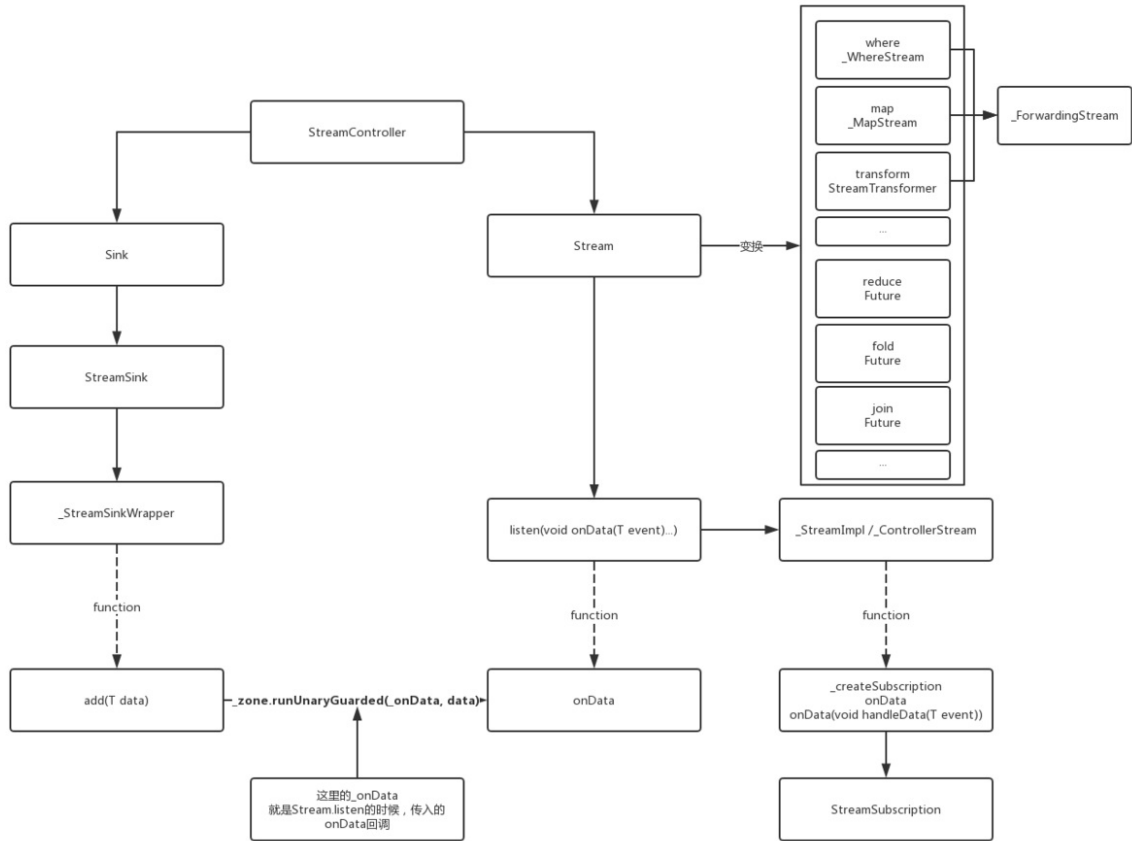 where
_WhereStream
map
_MapStream
_ForwardingStream
StreamController
transform
StreamTransformer
...
Sink
Stream
变换
reduce
Future
fold
Future
StreamSink
join
Future
...
_StreamSinkWrapper
listen(void onData(T event)...)
_StreamImpl /_ControllerStream
function
function
function
add(T data)
_zone.runUnaryGuarded(_onData, data)
onData
_createSubscription
onData
onData(void handleData(T event))
这里的_onData
就是Stream.listen的时候，传入的
onData回调
StreamSubscription